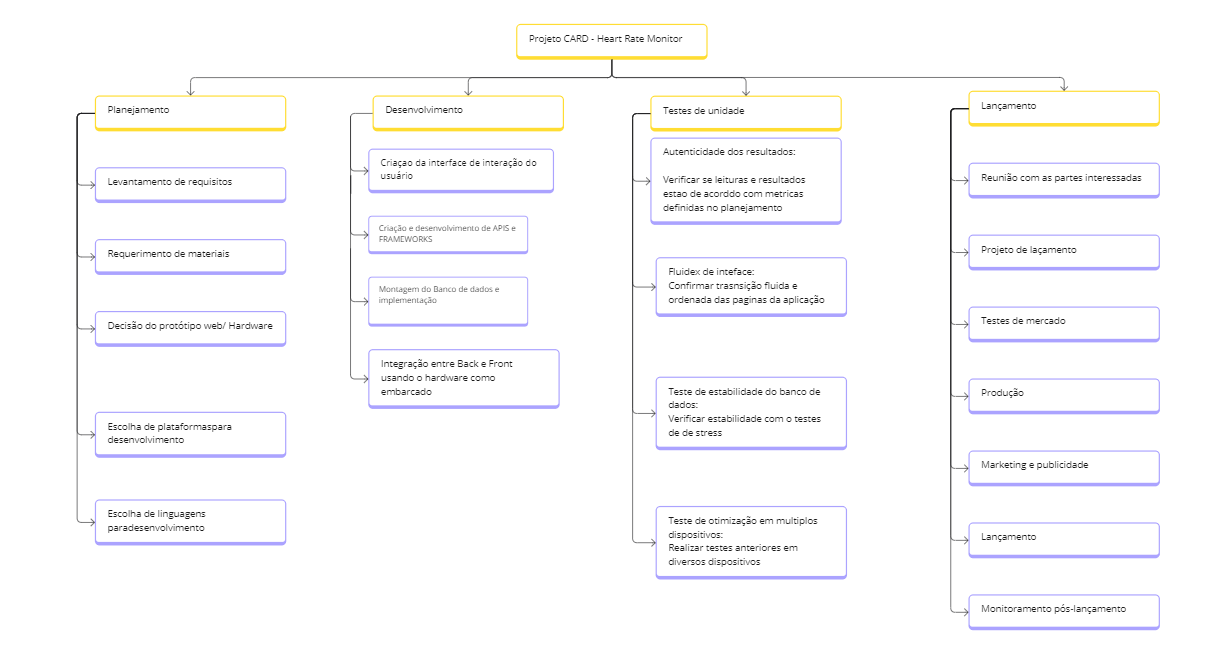 Projeto CARD - Heart Rate Monitor
Planejamento
Levantamento de requisitos
Requerimento de materiais
Decisão do protótipo web/ Hardware
Escolha de plataformaspara
desenvolvimento
Escolha de linguagens
paradesenvolvimento
Desenvolvimento
Criaçao da interface de interação do
usuário
Criação e desenvolvimento de APIS e
FRAMEWORKS
Montagem do Banco de dados e
implementação
Integração entre Back e Front
usando o hardware como
embarcado
Testes de unidade
Autenticidade dos resultados:
Verificar se leituras e resultados
estao de acorddo com metricas
definidas no planejamento
Fluidex de inteface:
Confirmar trasnsição fluida e
ordenada das paginas da aplicação
Teste de estabilidade do banco de
dados:
Verificar estabilidade com o testes
de de stress
Teste de otimização em multiplos
dispositivos:
Realizar testes anteriores em
diversos dispositivos
Lançamento
Reunião com as partes interessadas
Projeto de laçamento
Testes de mercado
Produção
Marketing e publicidade
Lançamento
Monitoramento pós-lançamento